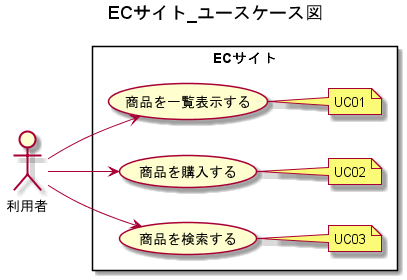 ECサイト_ユースケース図
ECサイト
商品を一覧表示する
UC01
商品を購入する
UC02
利用者
商品を検索する
UC03